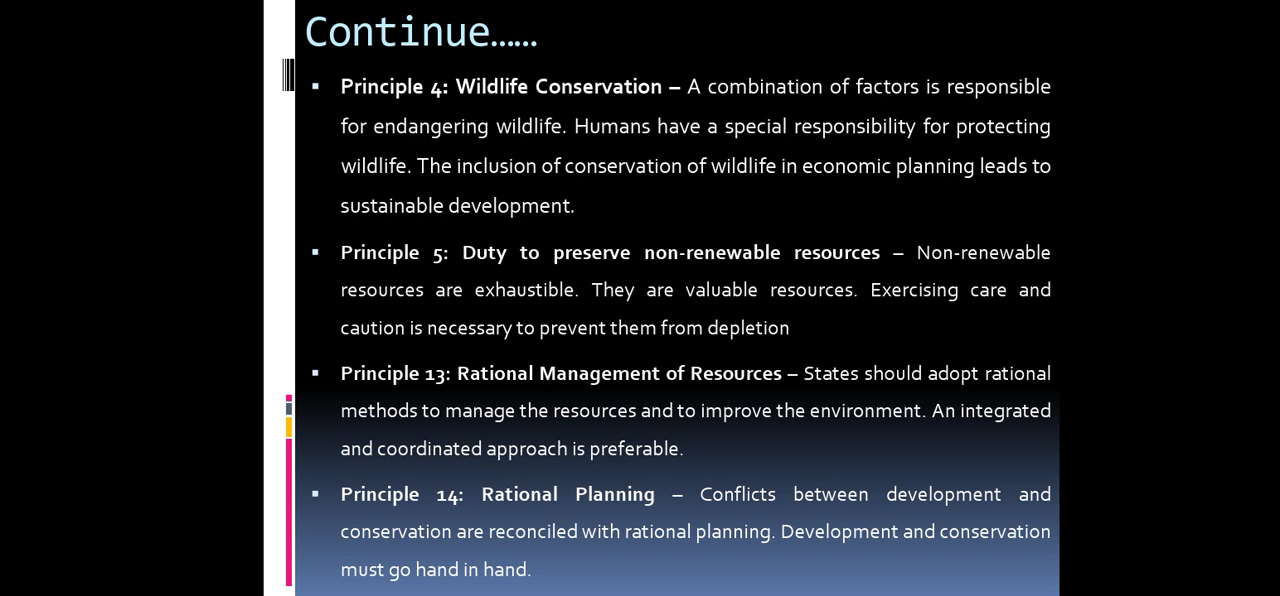 Continue......
▪ Principle 4: Wildlife Conservation – A combination of factors is responsible
for endangering wildlife. Humans have a special responsibility for protecting
wildlife. The inclusion of conservation of wildlife in economic planning leads to
sustainable development.
▪ Principle 5: Duty to preserve non-renewable resources – Non-renewable
resources are exhaustible. They are valuable resources. Exercising care and
caution is necessary to prevent them from depletion
▪ Principle 13: Rational Management of Resources – States should adopt rational
methods to manage the resources and to improve the environment. An integrated
and coordinated approach is preferable.
▪ Principle 14: Rational Planning – Conflicts between development and
conservation are reconciled with rational planning. Development and conservation
must go hand in hand.